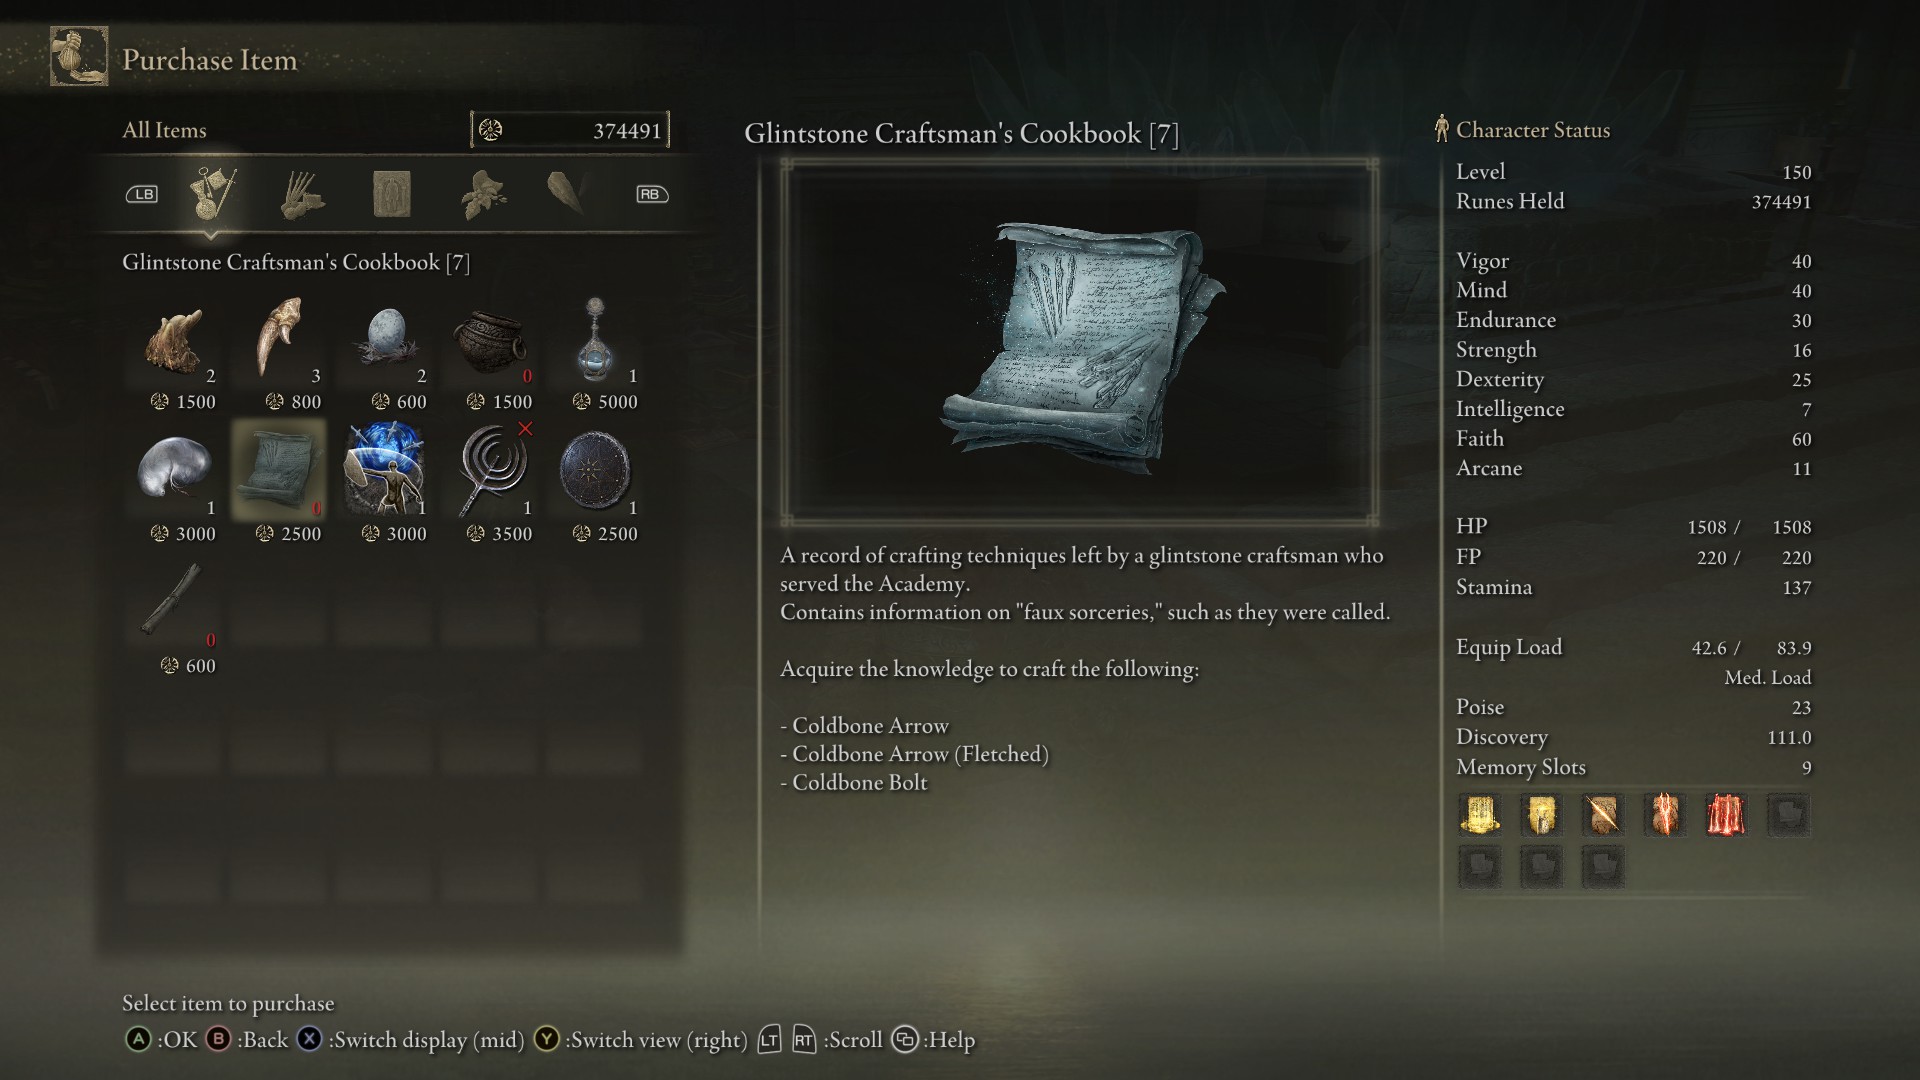 Purchase Item
All Items
374491
LB
RB
Glintstone Craftsman's Cookbook [7]
2
3
2
0
1
1500
800
600
1500
5000
1
0
1
1
1
3000
2500
3000
3500
2500
0
600
Glintstone Craftsman's Cookbook [7]
A record of crafting techniques left by a glintstone craftsman who
served the Academy.
Contains information on "faux sorceries," such as they were called.
Acquire the knowledge to craft the following:
- Coldbone Arrow
- Coldbone Arrow (Fletched)
- Coldbone Bolt
Character Status
Level 150
Runes Held 374491
Vigor 40
Mind 40
Endurance 30
Strength 16
Dexterity 25
Intelligence 7
Faith 60
Arcane 11
HP 1508 / 1508
FP 220 / 220
Stamina 137
Equip Load 42.6 / 83.9
Med. Load
Poise 23
Discovery 111.0
Memory Slots 9
Select item to purchase
A :OK B :Back X :Switch display (mid) Y :Switch view (right) LT RT :Scroll :Help